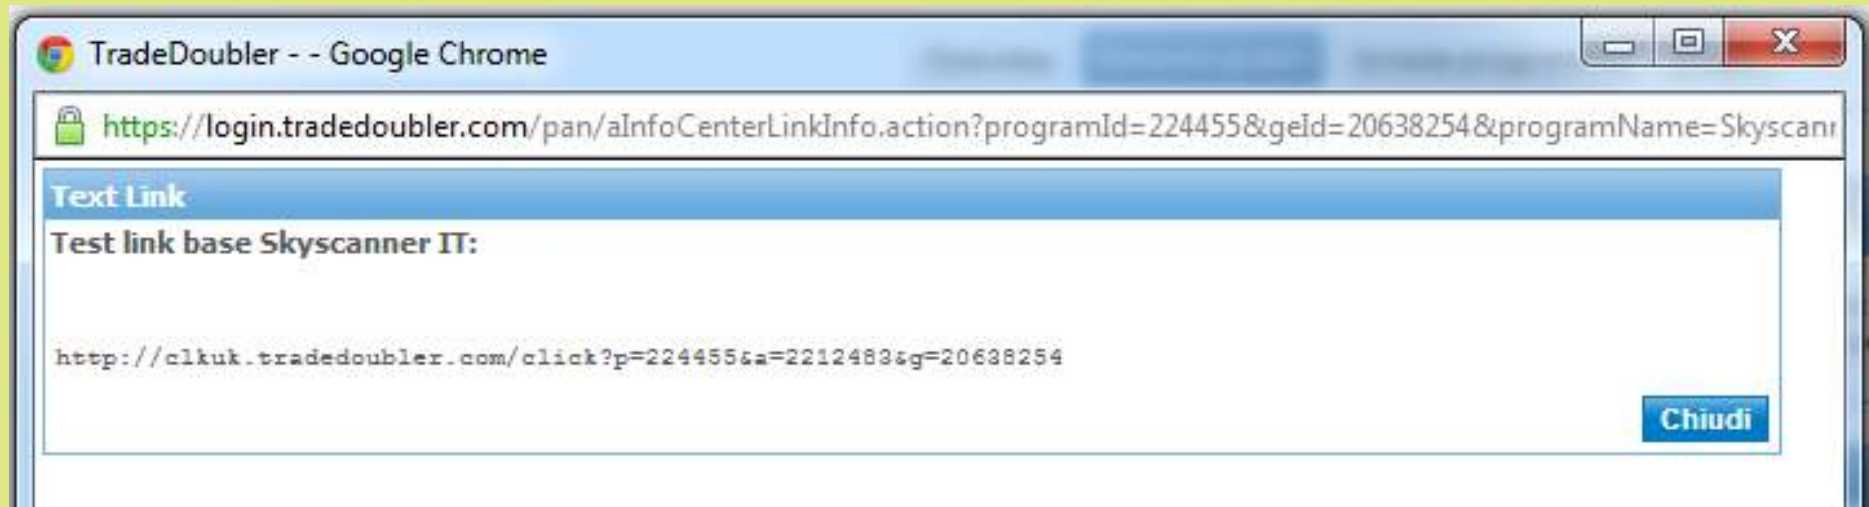 TradeDoubler - - Google Chrome
https://login.tradedoubler.com/pan/aInfoCenterLinkInfo.action?programId=224455&geId=20638254&programName=Skyscanr
Text Link
Test link base Skyscanner IT:
http://clkuk.tradedoubler.com/click?p=224455&a=2212483&g=20638254
Chiudi